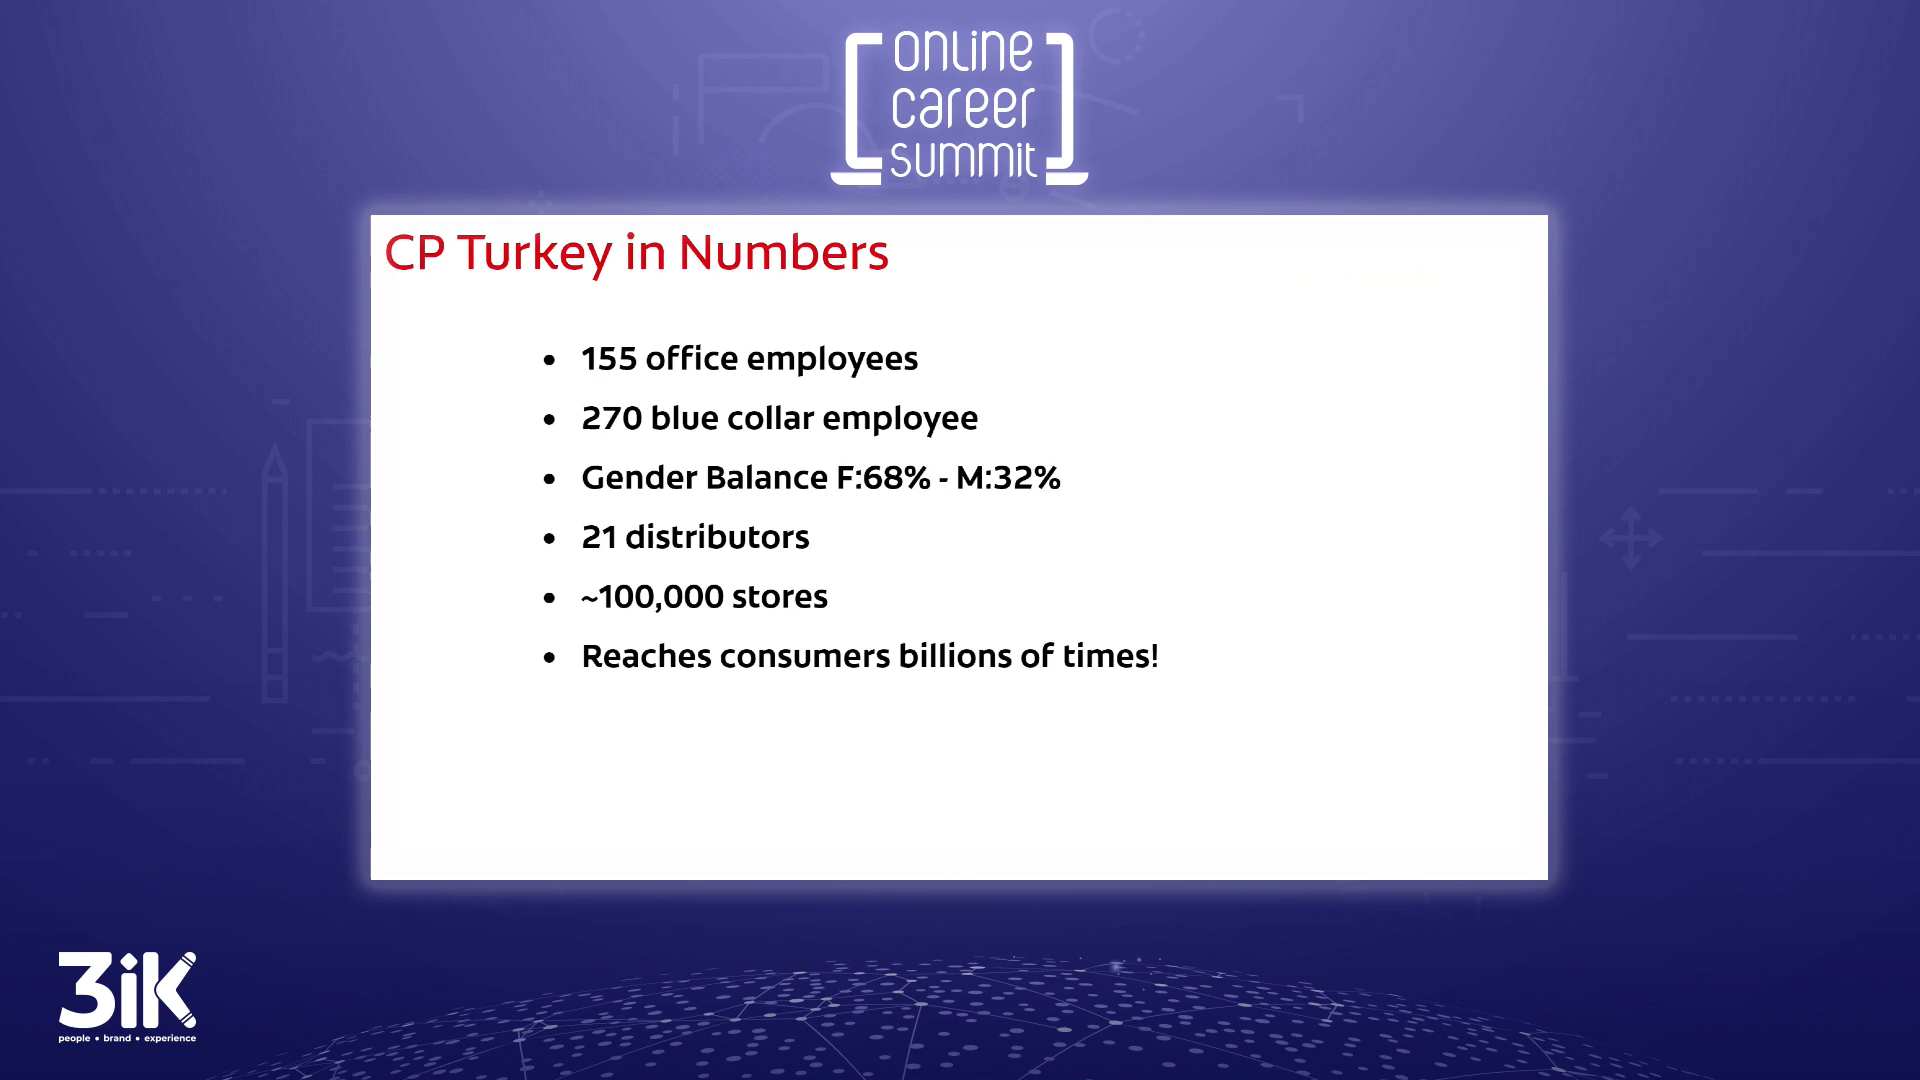 online
career
summit
CP Turkey in Numbers
• 155 office employees
• 270 blue collar employee
• Gender Balance F:68% - M:32%
• 21 distributors
• ~100,000 stores
• Reaches consumers billions of times!
3iK
people • brand • experience